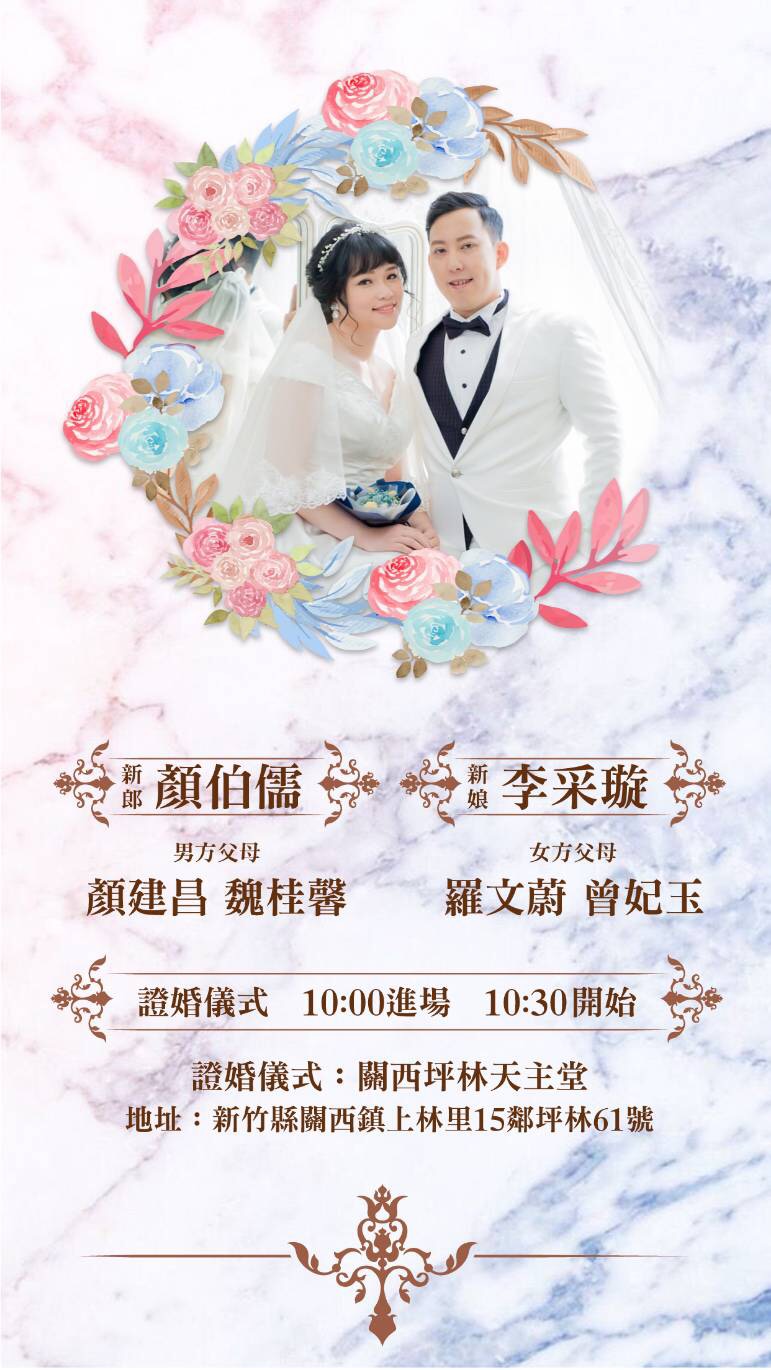 新郎 顏伯儒
新娘 李采璇
男方父母
顏建昌 魏桂馨
女方父母
羅文蔚 曾妃玉
證婚儀式 10:00進場 10:30開始
證婚儀式：關西坪林天主堂
地址：新竹縣關西鎮上林里15鄰坪林61號